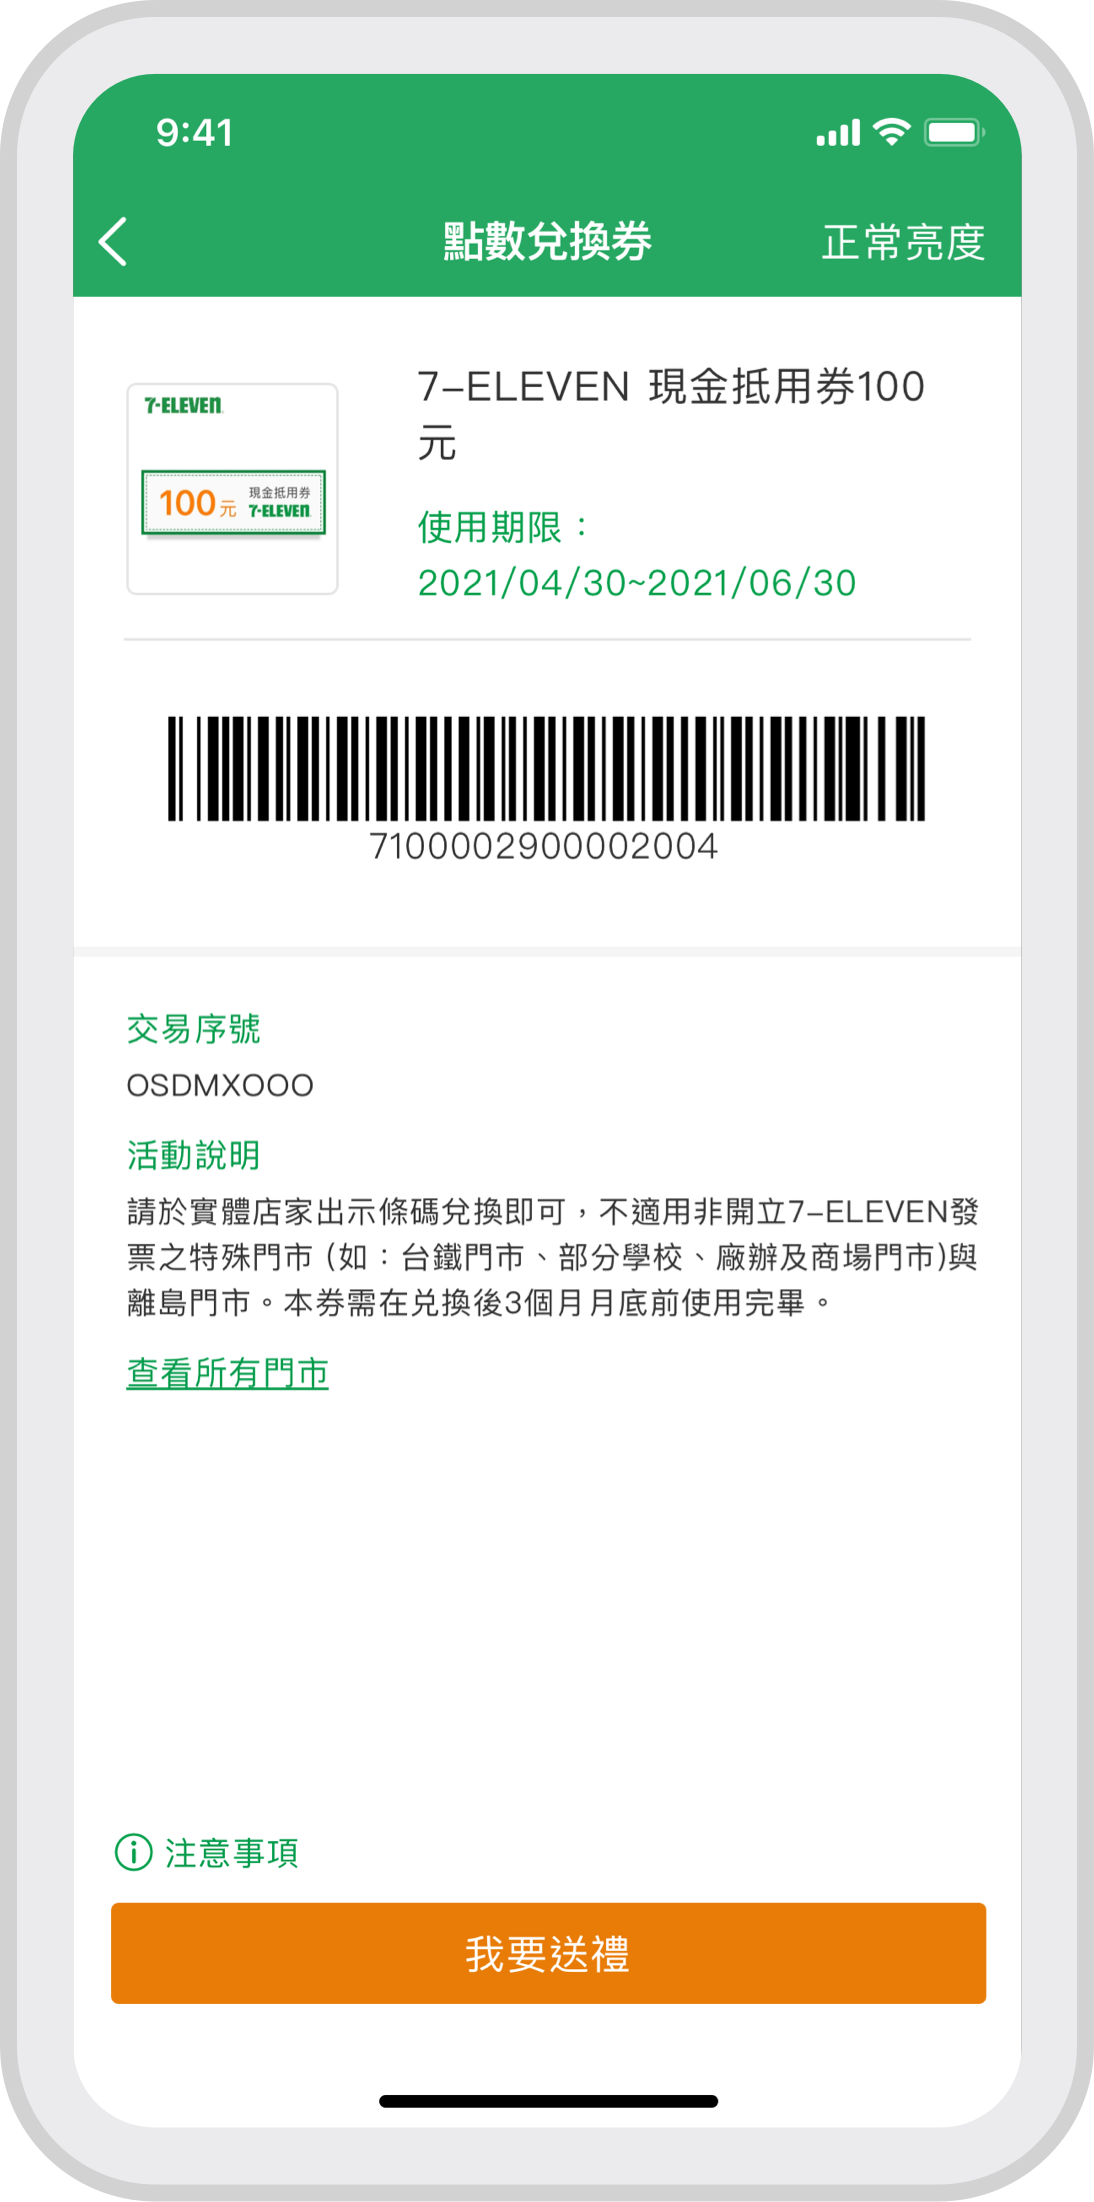 9:41
點數兌換券
正常亮度
7-ELEVEN
100元
現金抵用券
7-ELEVEN
7–ELEVEN 現金抵用券100
元
使用期限：
2021/04/30~2021/06/30
7100002900002004
交易序號
OSDMXOOO
活動說明
請於實體店家出示條碼兌換即可，不適用非開立7–ELEVEN發
票之特殊門市 (如：台鐵門市、部分學校、廠辦及商場門市)與
離島門市。本券需在兌換後3個月月底前使用完畢。
查看所有門市
注意事項
我要送禮